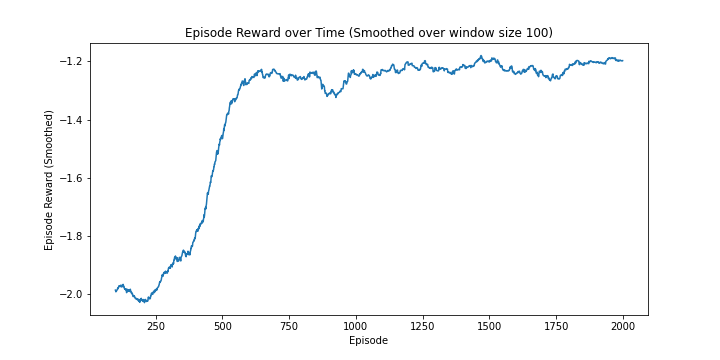 Episode Reward over Time (Smoothed over window size 100)
−1.2
−1.4
−1.6
−1.8
−2.0
Episode Reward (Smoothed)
250 500 750 1000 1250 1500 1750 2000
Episode